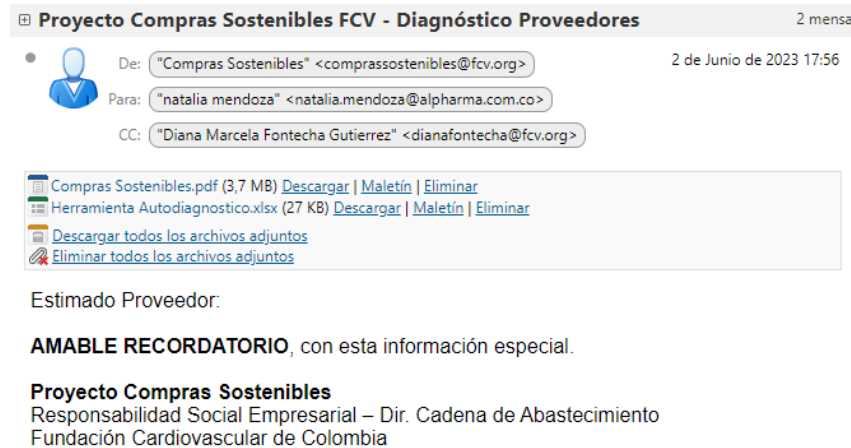 Proyecto Compras Sostenibles FCV - Diagnóstico Proveedores 2 mensa
De: "Compras Sostenibles" <comprassostenibles@fcv.org> 2 de Junio de 2023 17:56
Para: "natalia mendoza" <natalia.mendoza@alpharma.com.co>
CC: "Diana Marcela Fontecha Gutierrez" <dianafontecha@fcv.org>
Compras Sostenibles.pdf (3,7 MB) Descargar | Maletín | Eliminar
Herramienta Autodiagnostico.xlsx (27 KB) Descargar | Maletín | Eliminar
Descargar todos los archivos adjuntos
Eliminar todos los archivos adjuntos
Estimado Proveedor:
AMABLE RECORDATORIO, con esta información especial.
Proyecto Compras Sostenibles
Responsabilidad Social Empresarial – Dir. Cadena de Abastecimiento
Fundación Cardiovascular de Colombia